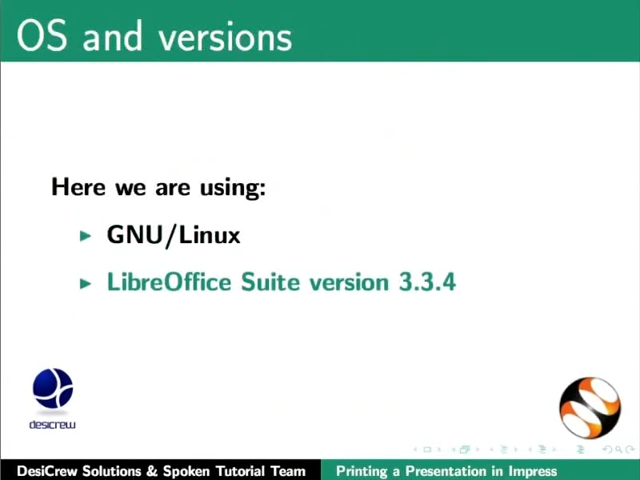 OS and versions
Here we are using:
GNU/Linux
LibreOffice Suite version 3.3.4
desicrew
DesiCrew Solutions & Spoken Tutorial Team
Printing a Presentation in Impress